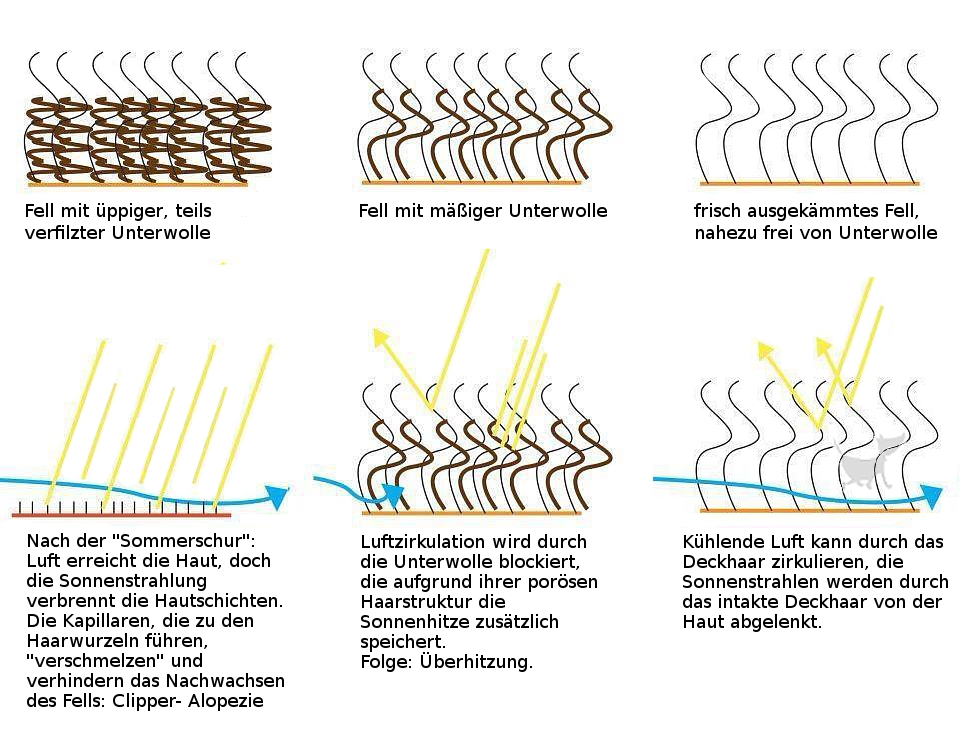 Fell mit üppiger, teils
verfilzter Unterwolle
Fell mit mäßiger Unterwolle
frisch ausgekämmtes Fell,
nahezu frei von Unterwolle
Nach der "Sommerschur":
Luft erreicht die Haut, doch
die Sonnenstrahlung
verbrennt die Hautschichten.
Die Kapillaren, die zu den
Haarwurzeln führen,
"verschmelzen" und
verhindern das Nachwachsen
des Fells: Clipper- Alopezie
Luftzirkulation wird durch
die Unterwolle blockiert,
die aufgrund ihrer porösen
Haarstruktur die
Sonnenhitze zusätzlich
speichert.
Folge: Überhitzung.
Kühlende Luft kann durch das
Deckhaar zirkulieren, die
Sonnenstrahlen werden durch
das intakte Deckhaar von der
Haut abgelenkt.